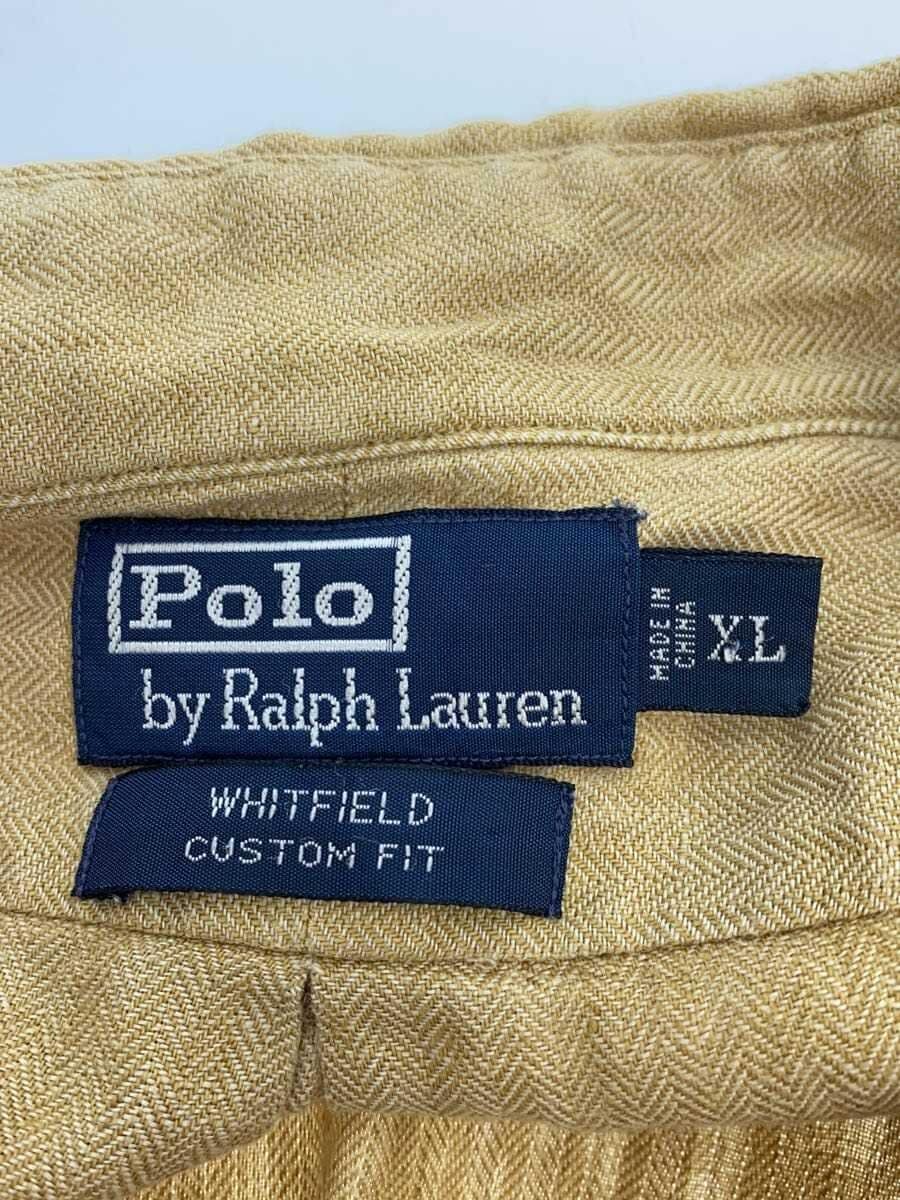 Polo
by Ralph Lauren
MADE IN
CHINA
XL
WHITFIELD
CUSTOM FIT